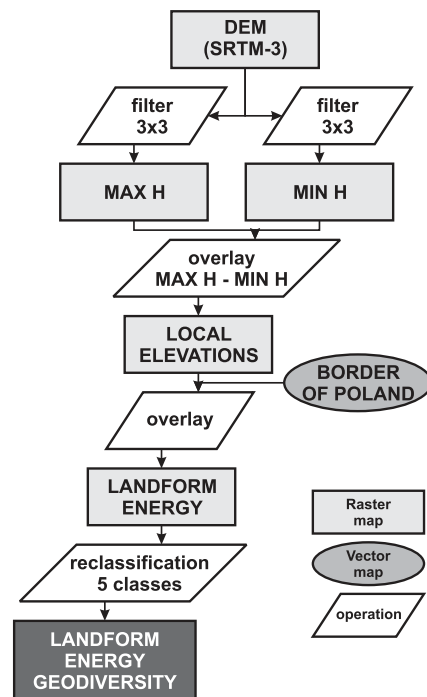 DEM
(SRTM-3)
filter
3x3
filter
3x3
MAX H
MIN H
overlay
MAX H - MIN H
LOCAL
ELEVATIONS
BORDER
OF POLAND
overlay
LANDFORM
ENERGY
reclassification
5 classes
LANDFORM
ENERGY
GEODIVERSITY
Raster
map
Vector
map
operation